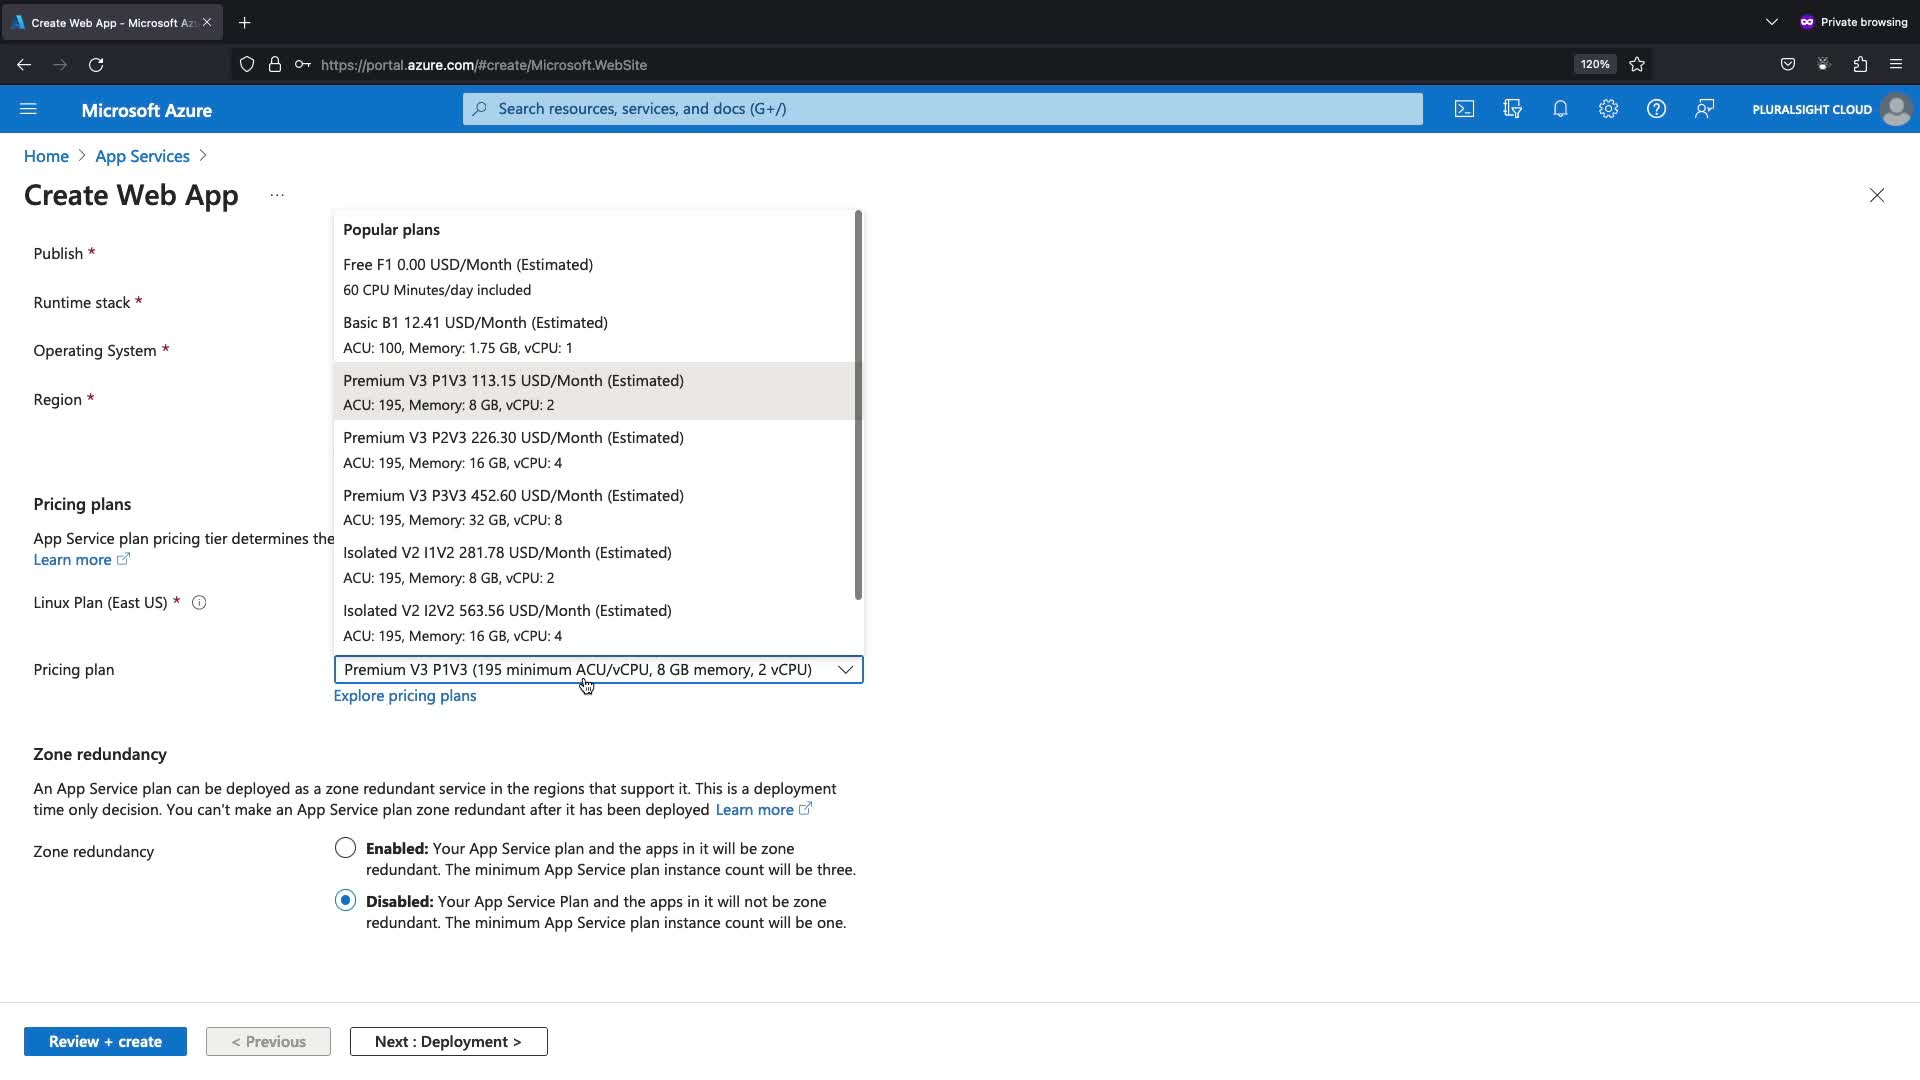 Create Web App - Microsoft Az
Private browsing
https://portal.azure.com/#create/Microsoft.WebSite
120%
Microsoft Azure
Search resources, services, and docs (G+/)
PLURALSIGHT CLOUD
Home > App Services >
Create Web App ...
Publish *
Runtime stack *
Operating System *
Region *
Popular plans
Free F1 0.00 USD/Month (Estimated)
60 CPU Minutes/day included
Basic B1 12.41 USD/Month (Estimated)
ACU: 100, Memory: 1.75 GB, vCPU: 1
Premium V3 P1V3 113.15 USD/Month (Estimated)
ACU: 195, Memory: 8 GB, vCPU: 2
Premium V3 P2V3 226.30 USD/Month (Estimated)
ACU: 195, Memory: 16 GB, vCPU: 4
Premium V3 P3V3 452.60 USD/Month (Estimated)
ACU: 195, Memory: 32 GB, vCPU: 8
Isolated V2 I1V2 281.78 USD/Month (Estimated)
ACU: 195, Memory: 8 GB, vCPU: 2
Isolated V2 I2V2 563.56 USD/Month (Estimated)
ACU: 195, Memory: 16 GB, vCPU: 4
Pricing plans
App Service plan pricing tier determines the
Learn more
Linux Plan (East US) *
Pricing plan
Premium V3 P1V3 (195 minimum ACU/vCPU, 8 GB memory, 2 vCPU)
Explore pricing plans
Zone redundancy
An App Service plan can be deployed as a zone redundant service in the regions that support it. This is a deployment
time only decision. You can't make an App Service plan zone redundant after it has been deployed Learn more
Zone redundancy
Enabled: Your App Service plan and the apps in it will be zone
redundant. The minimum App Service plan instance count will be three.
Disabled: Your App Service Plan and the apps in it will not be zone
redundant. The minimum App Service plan instance count will be one.
Review + create
< Previous
Next : Deployment >